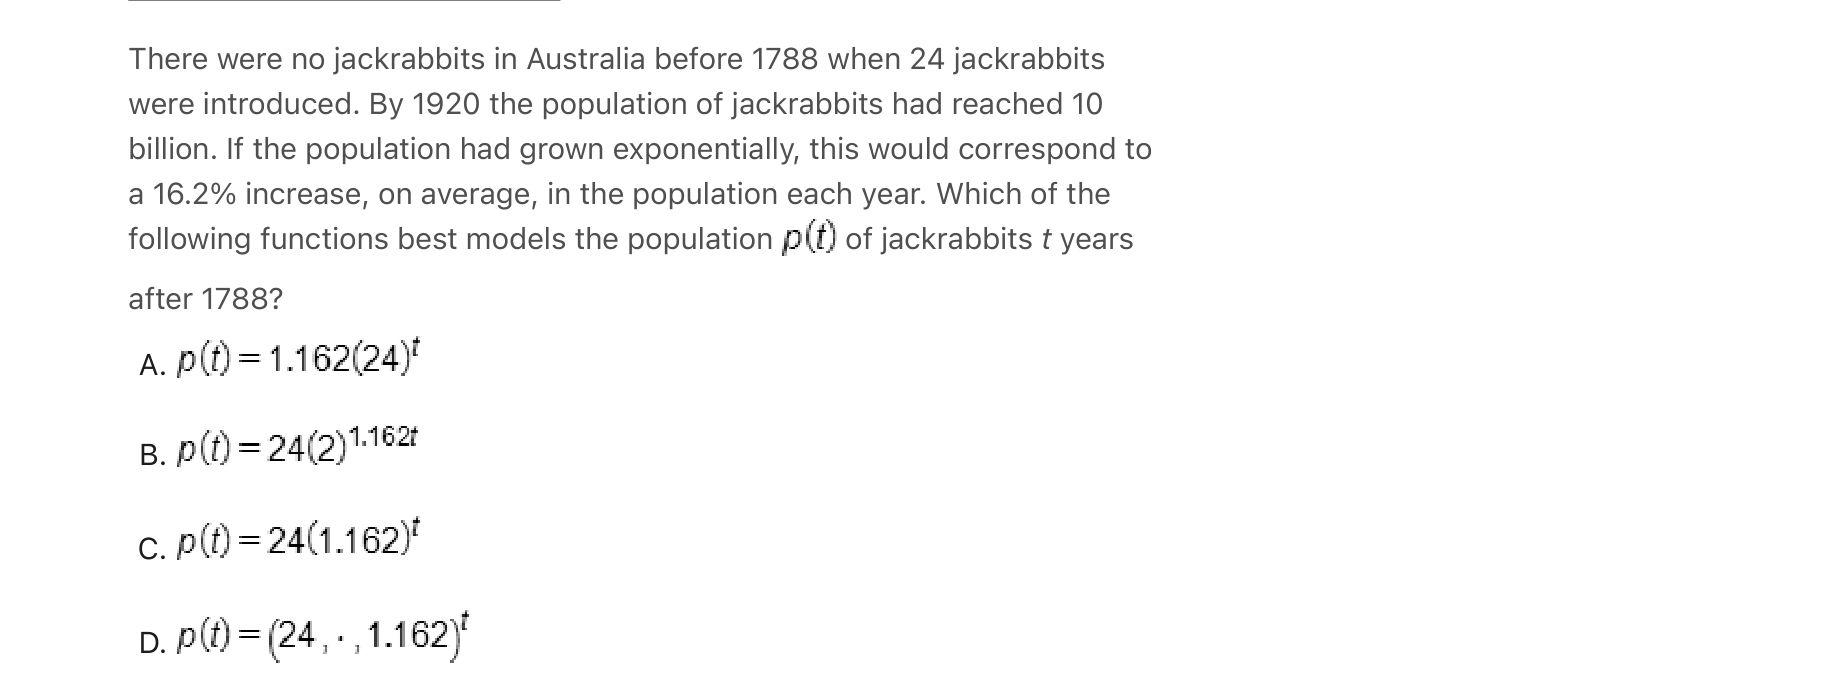 There were no jackrabbits in Australia before 1788 when 24 jackrabbits
were introduced. By 1920 the population of jackrabbits had reached 10
billion. If the population had grown exponentially, this would correspond to
a 16.2% increase, on average, in the population each year. Which of the
following functions best models the population p(t) of jackrabbits t years
after 1788?
A. p(t) = 1.162(24)^t
B. p(t) = 24(2)^1.162t
C. p(t) = 24(1.162)^t
D. p(t) = (24 , · , 1.162)^t